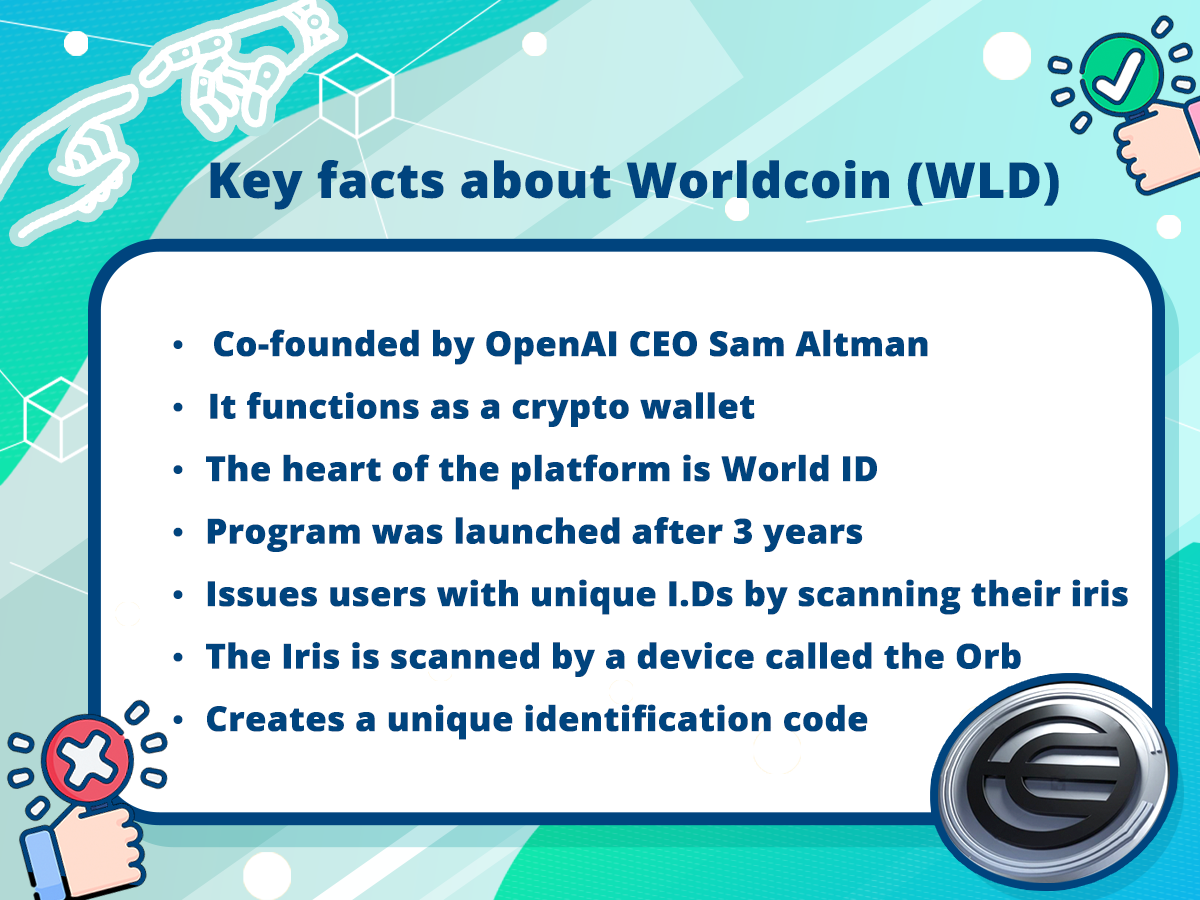 Key facts about Worldcoin (WLD)
• Co-founded by OpenAI CEO Sam Altman
• It functions as a crypto wallet
• The heart of the platform is World ID
• Program was launched after 3 years
• Issues users with unique I.Ds by scanning their iris
• The Iris is scanned by a device called the Orb
• Creates a unique identification code